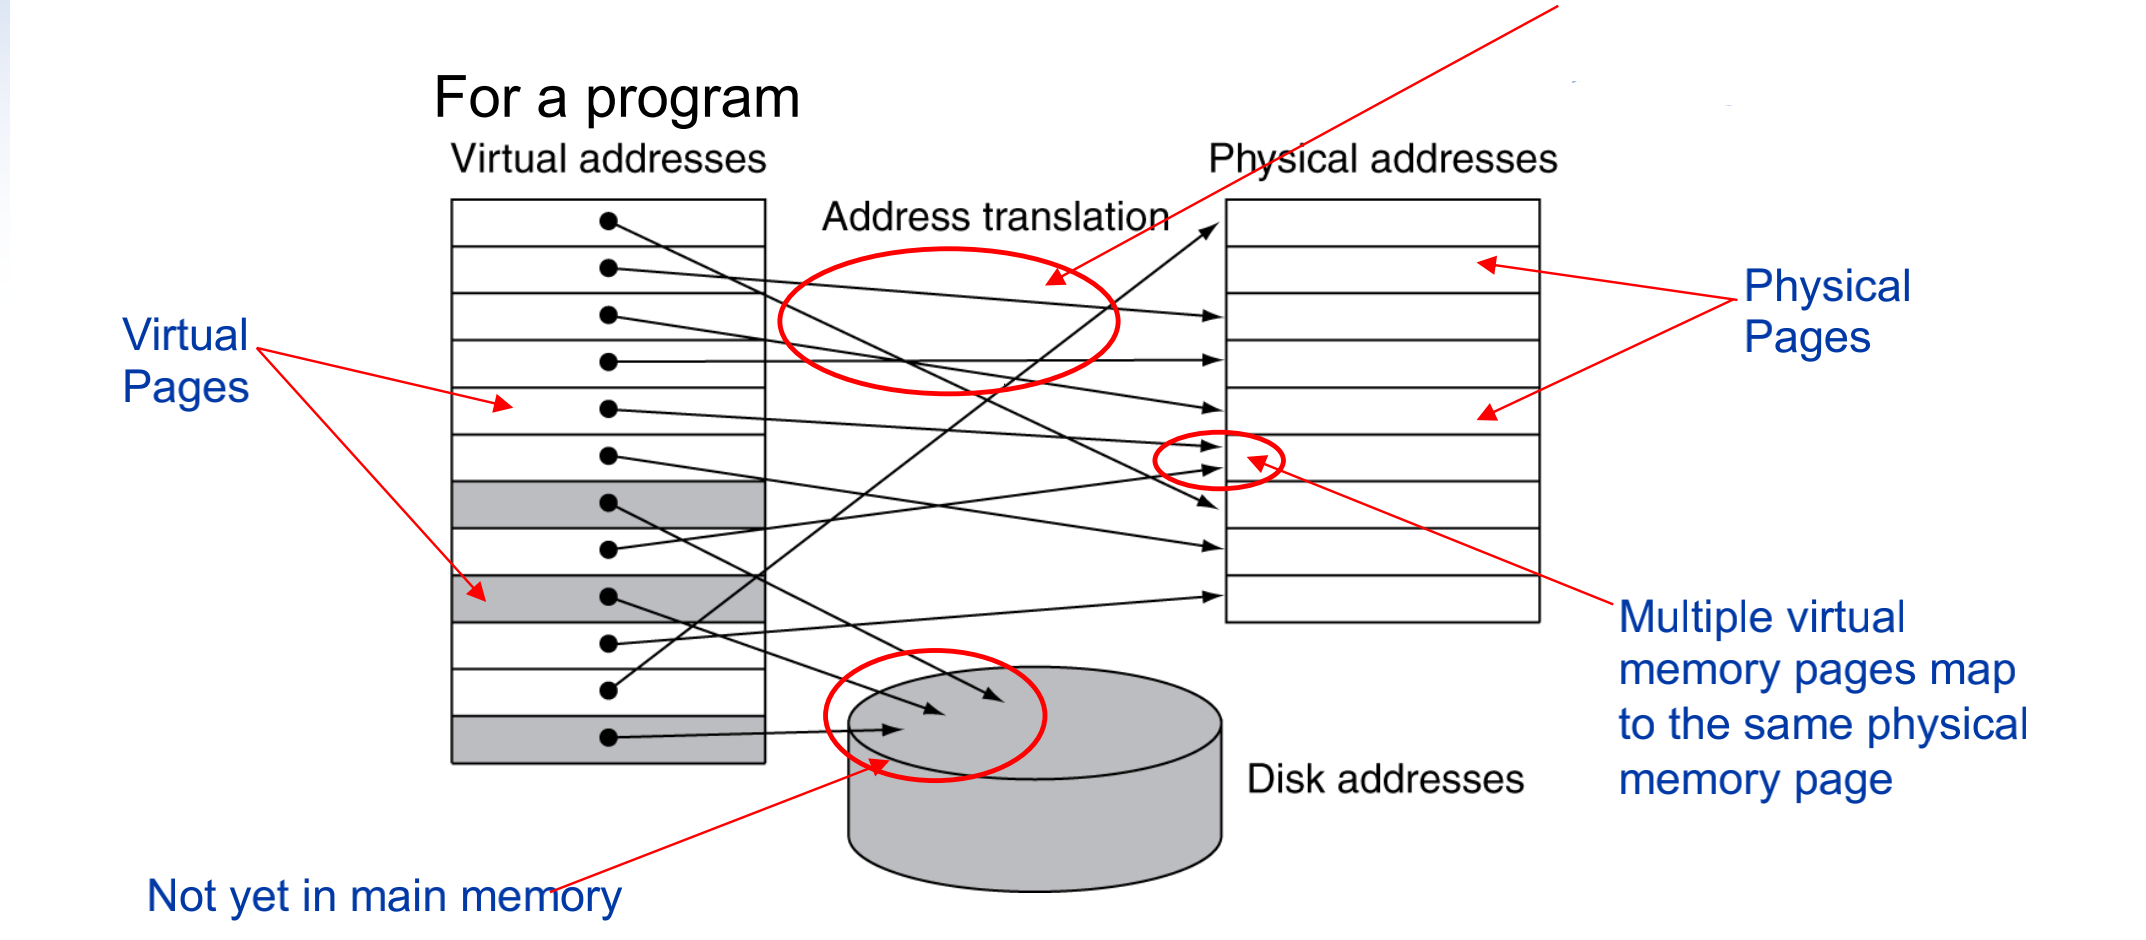 For a program
Virtual addresses
Physical addresses
Address translation
Physical
Pages
Virtual
Pages
Multiple virtual
memory pages map
to the same physical
memory page
Disk addresses
Not yet in main memory